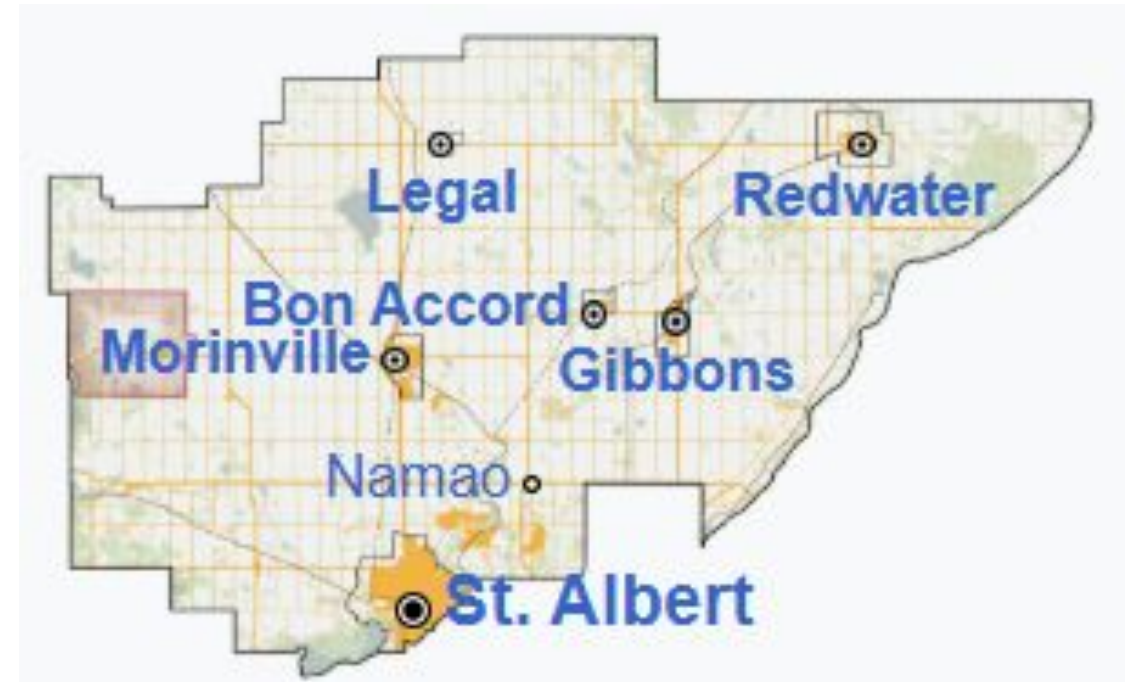 Legal
Redwater
Bon Accord
Morinville
Gibbons
Namao
St. Albert